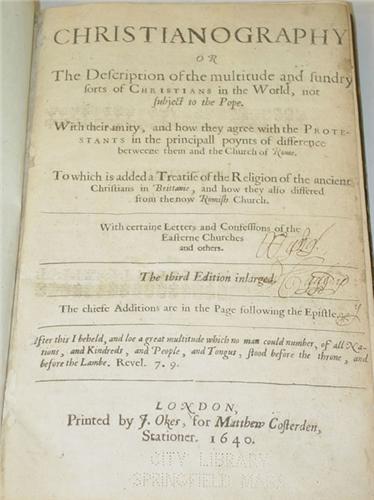 CHRISTIANOGRAPHY
OR
The Description of the multitude and sundry
sorts of CHRISTIANS in the World, not
subject to the Pope.
With their amity, and how they agree with the PROTE-
STANTS in the principall poynts of difference
betweene them and the Church of Rome.
To which is added a Treatise of the Religion of the ancient
Christians in Brittanie, and how they also differed
from the now Romish Church.
With certaine Letters and Confessions of the
Easterne Churches
and others.
The third Edition inlarged.
The chiefe Additions are in the Page following the Epistle.
After this I beheld, and loe a great multitude which no man could number, of all Na-
tions, and Kindreds, and People, and Tongus, stood before the throne, and
before the Lambe. Revel. 7. 9.
LONDON,
Printed by J. Okes, for Matthew Costerden,
Stationer. 1640.
CITY LIBRARY
SPRINGFIELD MASS